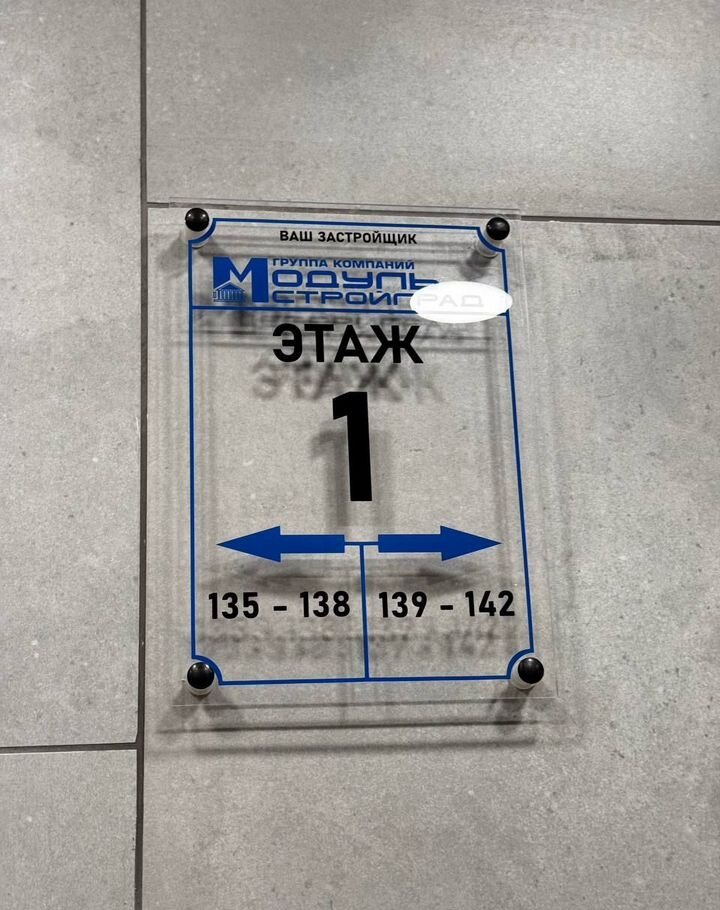 ВАШ ЗАСТРОЙЩИК
ГРУППА КОМПАНИЙ
МОДУЛЬ
СТРОЙГРАД
ЭТАЖ
1
135 - 138 139 - 142